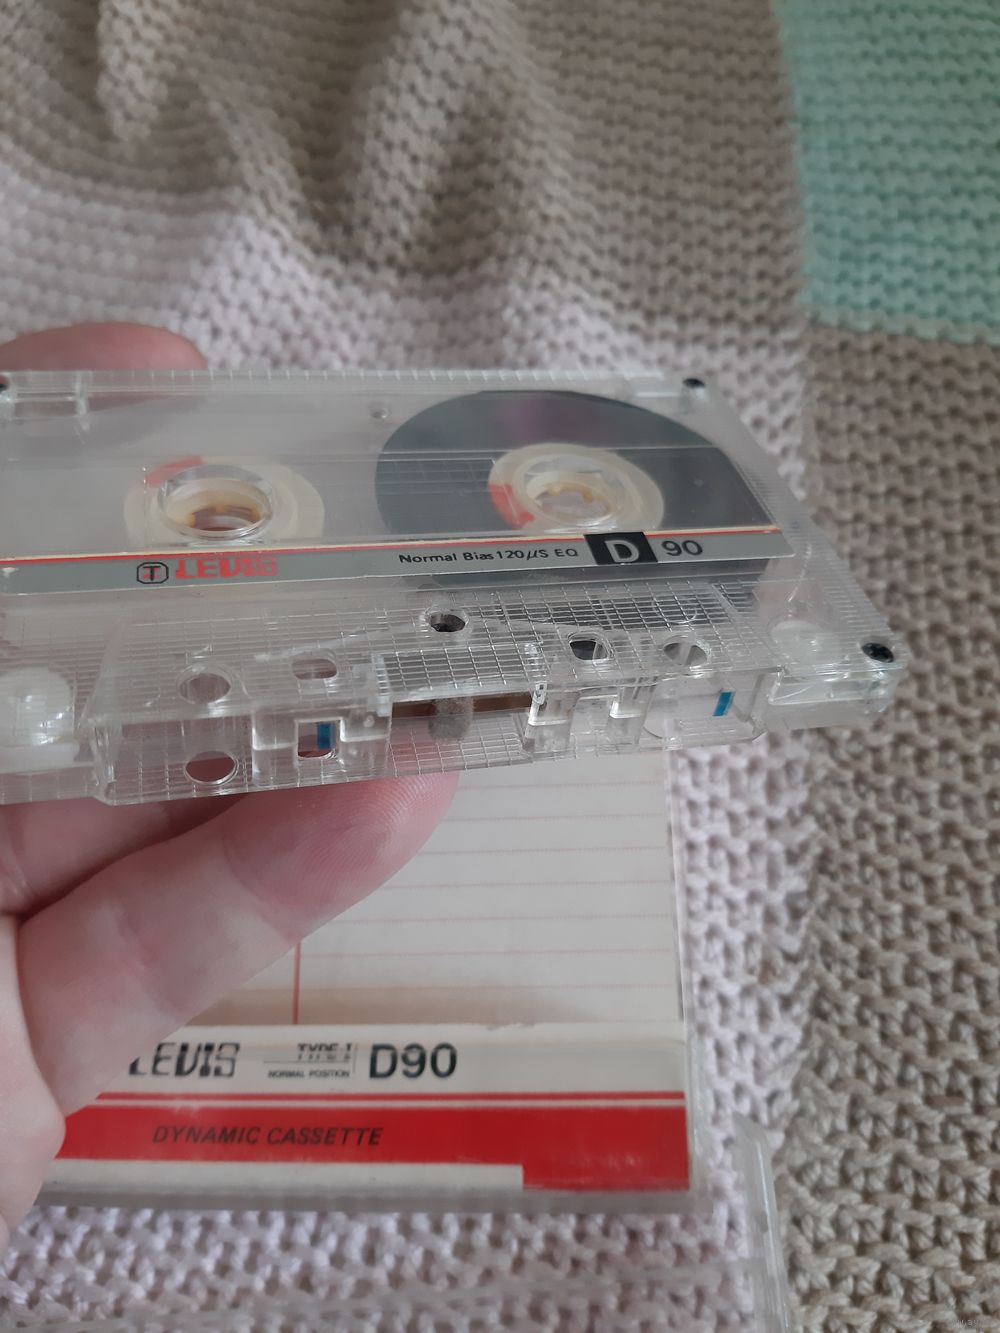 T LEVIS
Normal Bias 120µS EQ D 90
LEVIS TYPE-I NORMAL POSITION D90
DYNAMIC CASSETTE